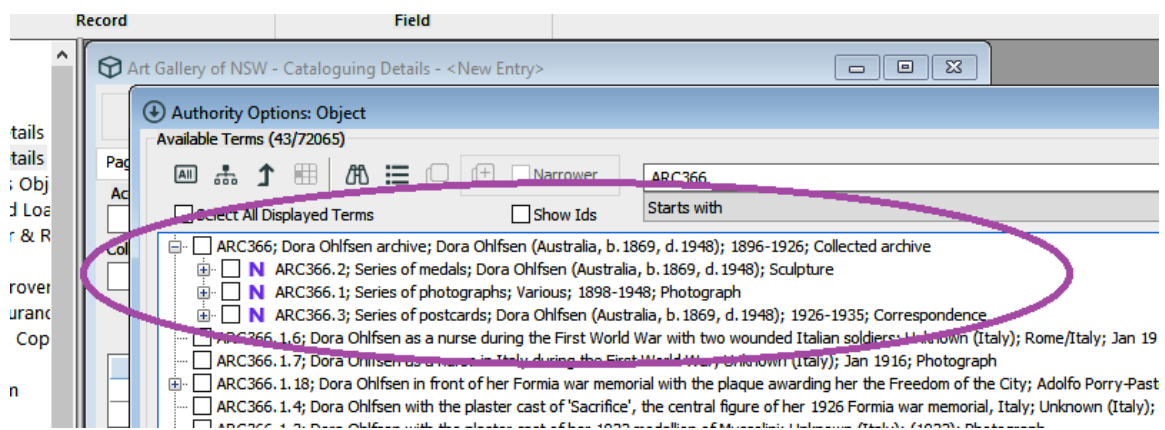 Record Field
Art Gallery of NSW - Cataloguing Details - <New Entry>
Authority Options: Object
tails
Available Terms (43/72065)
tails Pag
s Obj All Narrower ARC366
d Loa Ac
r & R Select All Displayed Terms Show Ids Starts with
Col ARC366; Dora Ohlfsen archive; Dora Ohlfsen (Australia, b.1869, d.1948); 1896-1926; Collected archive
N ARC366.2; Series of medals; Dora Ohlfsen (Australia, b.1869, d.1948); Sculpture
rover N ARC366.1; Series of photographs; Various; 1898-1948; Photograph
uranc N ARC366.3; Series of postcards; Dora Ohlfsen (Australia, b.1869, d.1948); 1926-1935; Correspondence
Cop ARC366.1.6; Dora Ohlfsen as a nurse during the First World War with two wounded Italian soldiers; Unknown (Italy); Rome/Italy; Jan 19
ARC366.1.7; Dora Ohlfsen as a nurse in Italy during the First World War; Unknown (Italy); Jan 1916; Photograph
m ARC366.1.18; Dora Ohlfsen in front of her Formia war memorial with the plaque awarding her the Freedom of the City; Adolfo Porry-Past
ARC366.1.4; Dora Ohlfsen with the plaster cast of 'Sacrifice', the central figure of her 1926 Formia war memorial, Italy; Unknown (Italy);